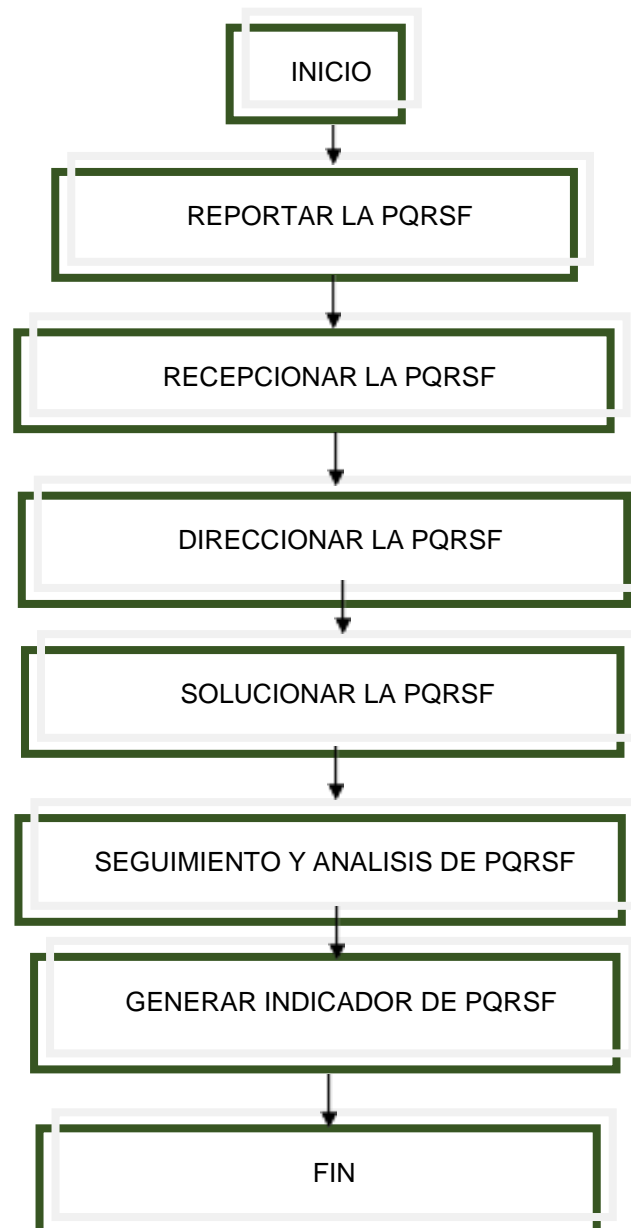 INICIO
REPORTAR LA PQRSF
RECEPCIONAR LA PQRSF
DIRECCIONAR LA PQRSF
SOLUCIONAR LA PQRSF
SEGUIMIENTO Y ANALISIS DE PQRSF
GENERAR INDICADOR DE PQRSF
FIN